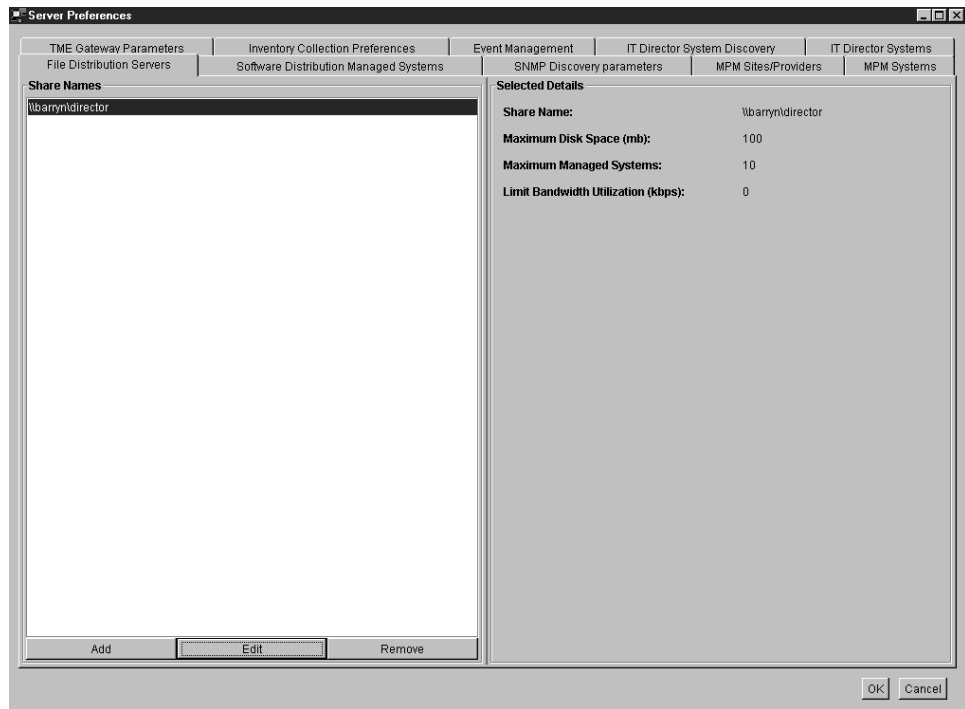 Server Preferences
TME Gateway Parameters
Inventory Collection Preferences
Event Management
IT Director System Discovery
IT Director Systems
File Distribution Servers
Software Distribution Managed Systems
SNMP Discovery parameters
MPM Sites/Providers
MPM Systems
Share Names
\\barryn\director
Selected Details
Share Name: \\barryn\director
Maximum Disk Space (mb): 100
Maximum Managed Systems: 10
Limit Bandwidth Utilization (kbps): 0
Add
Edit
Remove
OK
Cancel